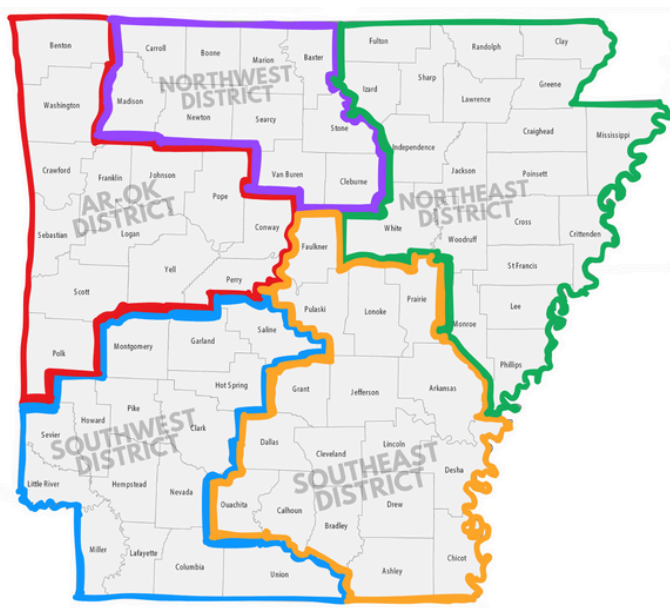 Benton
Carroll
Boone
Marion
Baxter
Fulton
Randolph
Clay
Washington
Madison
NORTHWEST
DISTRICT
Newton
Searcy
Stone
Izard
Sharp
Lawrence
Greene
Craighead
Mississippi
Crawford
Franklin
Johnson
Pope
Van Buren
Cleburne
Independence
Jackson
Poinsett
AR-OK
DISTRICT
NORTHEAST
DISTRICT
Sebastian
Logan
Conway
Faulkner
White
Woodruff
Cross
Crittenden
Scott
Yell
Perry
St Francis
Polk
Montgomery
Garland
Saline
Pulaski
Lonoke
Prairie
Monroe
Lee
Phillips
Hot Spring
Grant
Jefferson
Arkansas
Sevier
Howard
Pike
Clark
SOUTHWEST
DISTRICT
Dallas
Cleveland
Lincoln
Desha
SOUTHEAST
DISTRICT
Little River
Hempstead
Nevada
Ouachita
Calhoun
Bradley
Drew
Miller
Lafayette
Columbia
Union
Ashley
Chicot